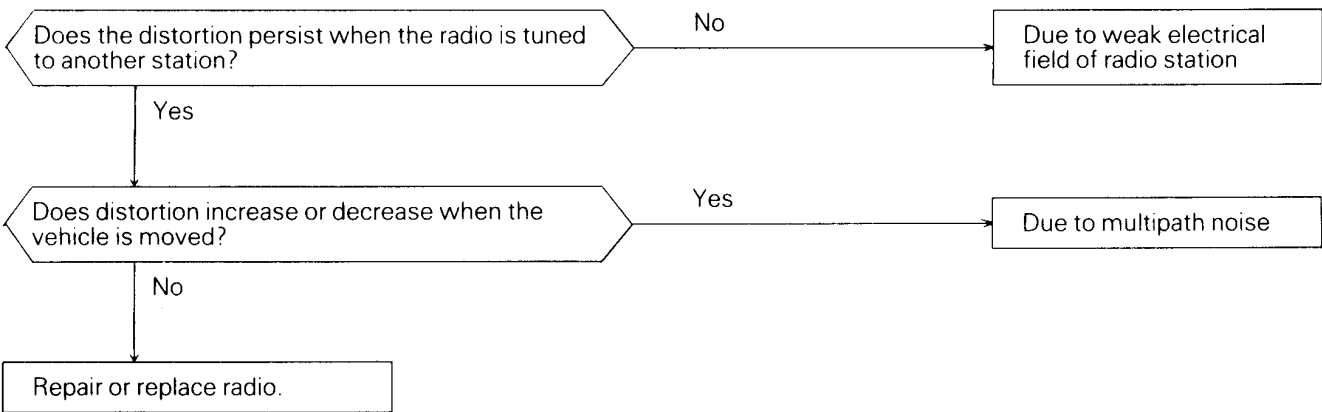 Does the distortion persist when the radio is tuned
to another station?
No
Due to weak electrical
field of radio station
Yes
Does distortion increase or decrease when the
vehicle is moved?
Yes
Due to multipath noise
No
Repair or replace radio.